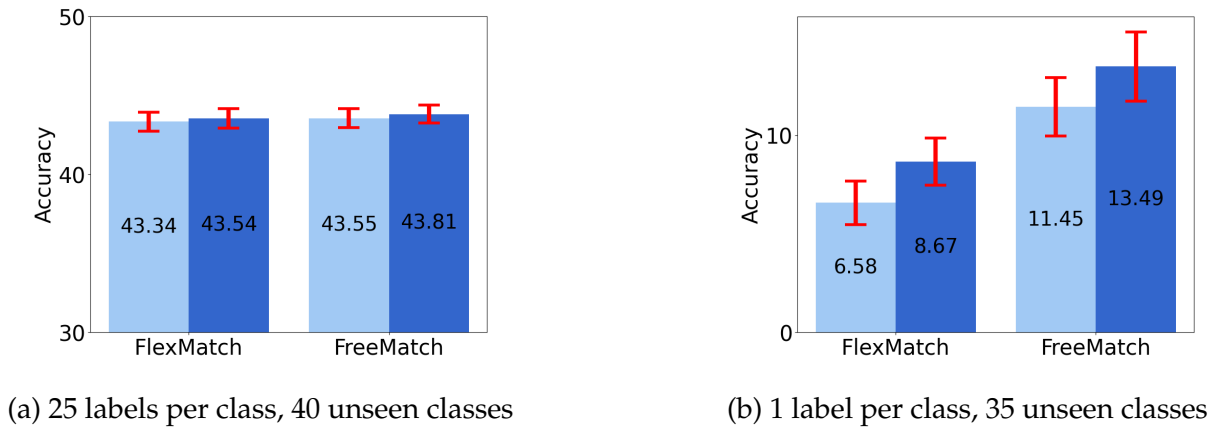 50
40
30
Accuracy
43.34
43.54
43.55
43.81
FlexMatch
FreeMatch
(a) 25 labels per class, 40 unseen classes
10
0
Accuracy
6.58
8.67
11.45
13.49
FlexMatch
FreeMatch
(b) 1 label per class, 35 unseen classes